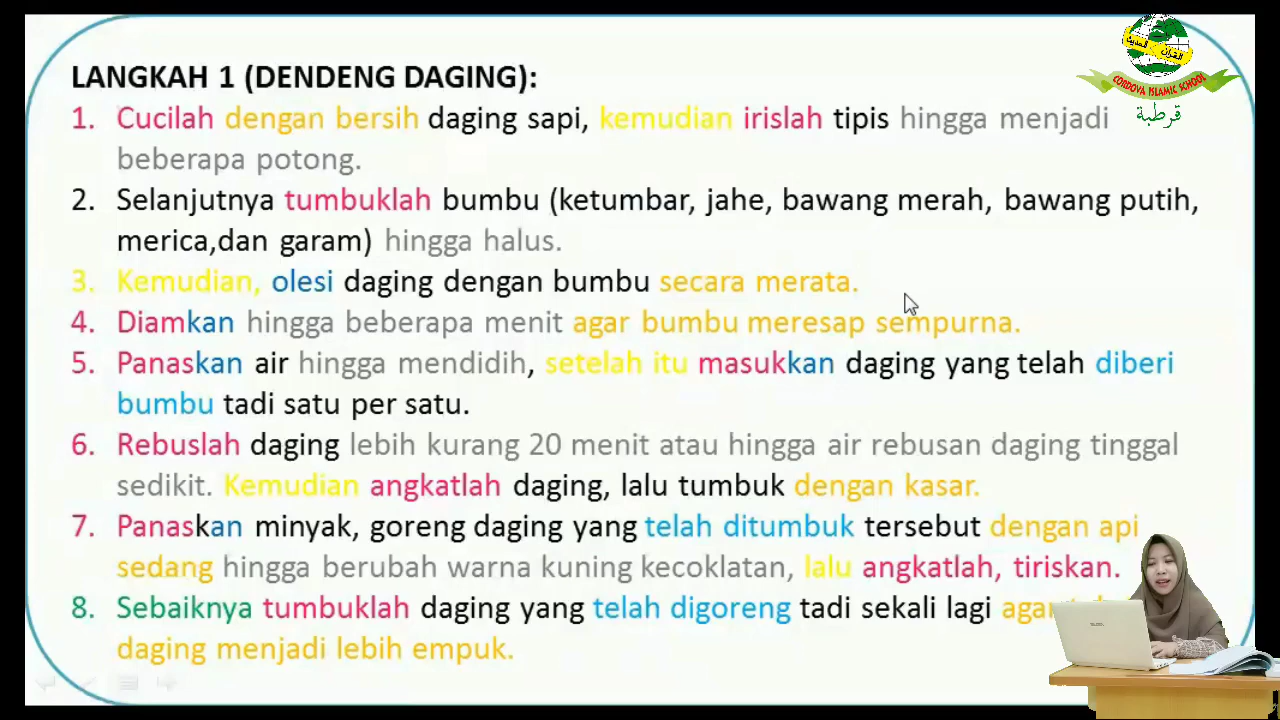 LANGKAH 1 (DENDENG DAGING):
1. Cucilah dengan bersih daging sapi, kemudian irislah tipis hingga menjadi
beberapa potong.
2. Selanjutnya tumbuklah bumbu (ketumbar, jahe, bawang merah, bawang putih,
merica,dan garam) hingga halus.
3. Kemudian, olesi daging dengan bumbu secara merata.
4. Diamkan hingga beberapa menit agar bumbu meresap sempurna.
5. Panaskan air hingga mendidih, setelah itu masukkan daging yang telah diberi
bumbu tadi satu per satu.
6. Rebuslah daging lebih kurang 20 menit atau hingga air rebusan daging tinggal
sedikit. Kemudian angkatlah daging, lalu tumbuk dengan kasar.
7. Panaskan minyak, goreng daging yang telah ditumbuk tersebut dengan api
sedang hingga berubah warna kuning kecoklatan, lalu angkatlah, tiriskan.
8. Sebaiknya tumbuklah daging yang telah digoreng tadi sekali lagi
daging menjadi lebih empuk.
CORDOVA ISLAMIC SCHOOL
قرطبة